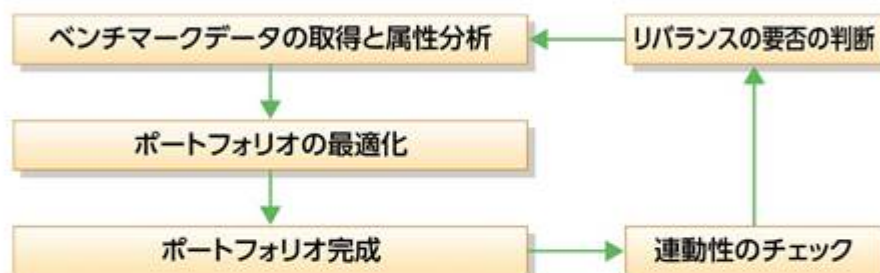 ベンチマークデータの取得と属性分析
リバランスの要否の判断
ポートフォリオの最適化
ポートフォリオ完成
連動性のチェック